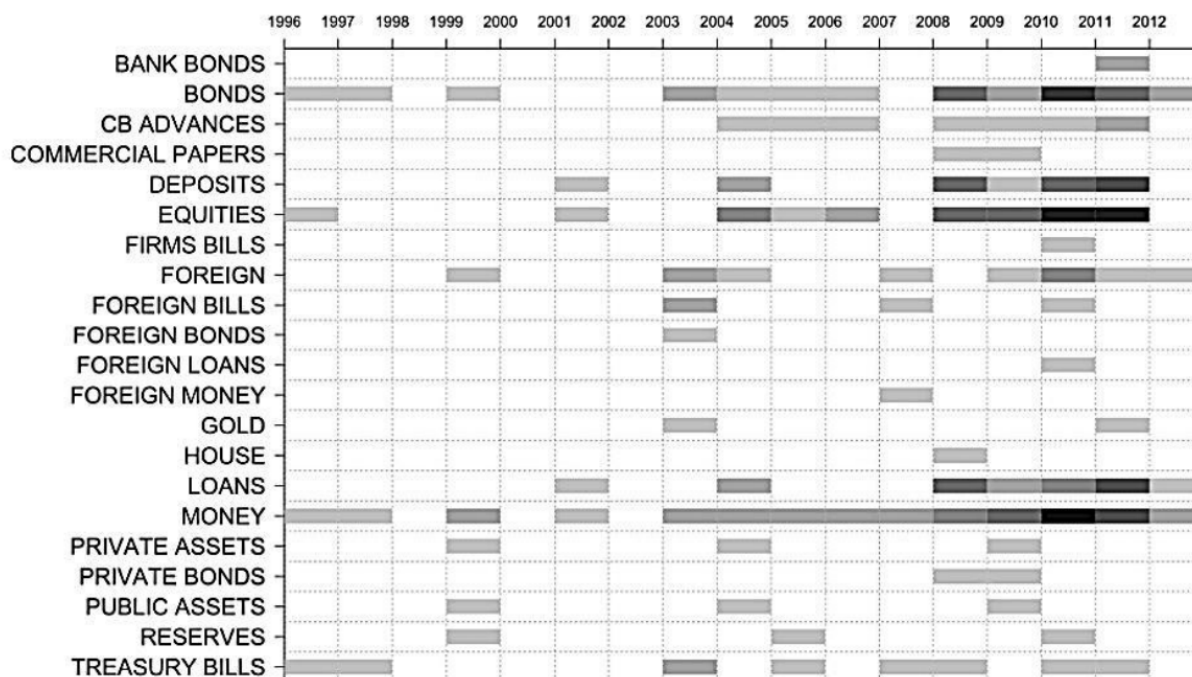 1996 1997 1998 1999 2000 2001 2002 2003 2004 2005 2006 2007 2008 2009 2010 2011 2012
BANK BONDS
BONDS
CB ADVANCES
COMMERCIAL PAPERS
DEPOSITS
EQUITIES
FIRMS BILLS
FOREIGN
FOREIGN BILLS
FOREIGN BONDS
FOREIGN LOANS
FOREIGN MONEY
GOLD
HOUSE
LOANS
MONEY
PRIVATE ASSETS
PRIVATE BONDS
PUBLIC ASSETS
RESERVES
TREASURY BILLS